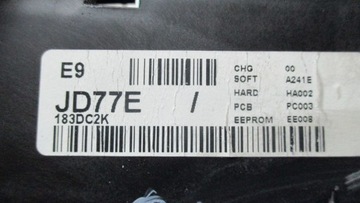 E9
CHG 00
SOFT A241E
HARD HA002
PCB PC003
EEPROM EE008
JD77E /
183DC2K